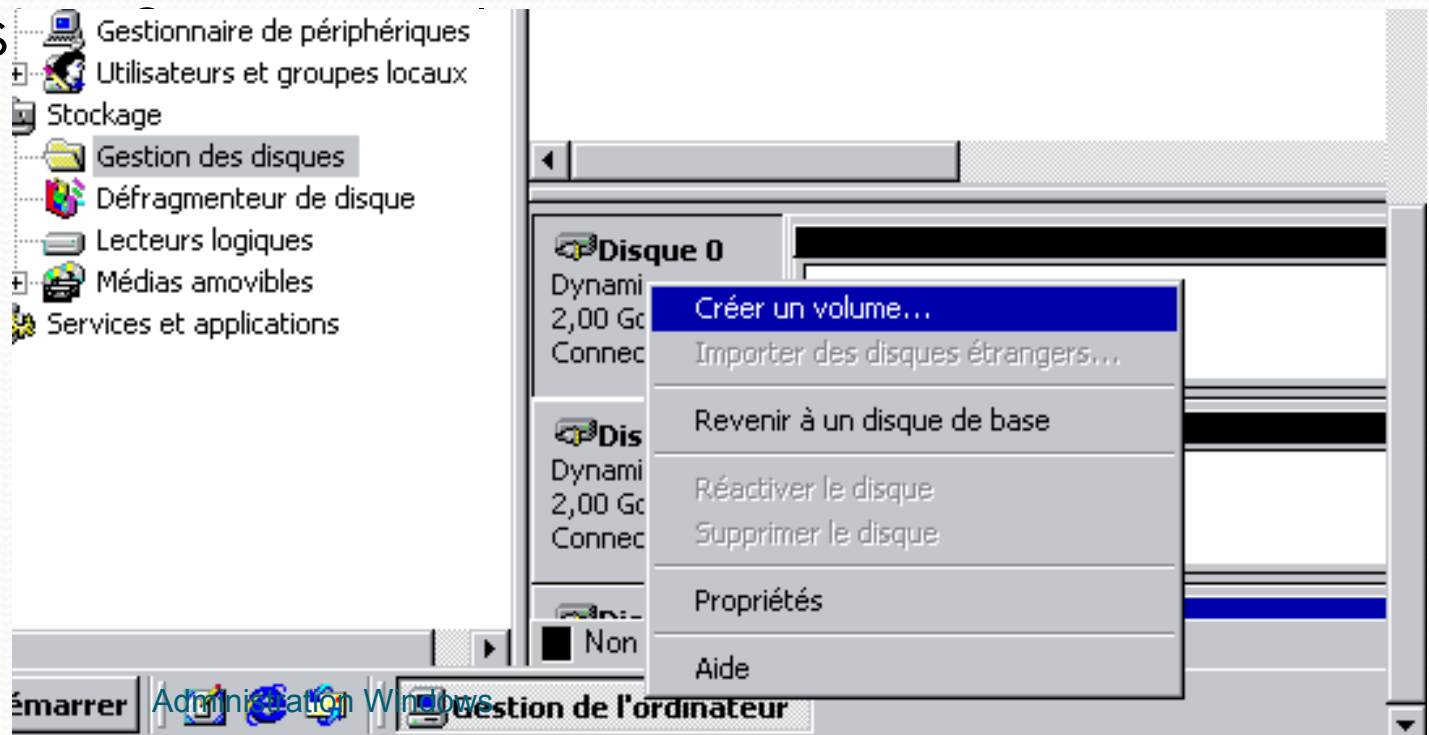 s
Gestionnaire de périphériques
Utilisateurs et groupes locaux
Stockage
Gestion des disques
Défragmenteur de disque
Lecteurs logiques
Médias amovibles
Services et applications
Disque 0
Dynami
2,00 Go
Connec
Créer un volume...
Importer des disques étrangers...
Revenir à un disque de base
Réactiver le disque
Supprimer le disque
Propriétés
Aide
Dis
Dynami
2,00 Go
Connec
Non
émarrer
Administration Windows
Gestion de l'ordinateur